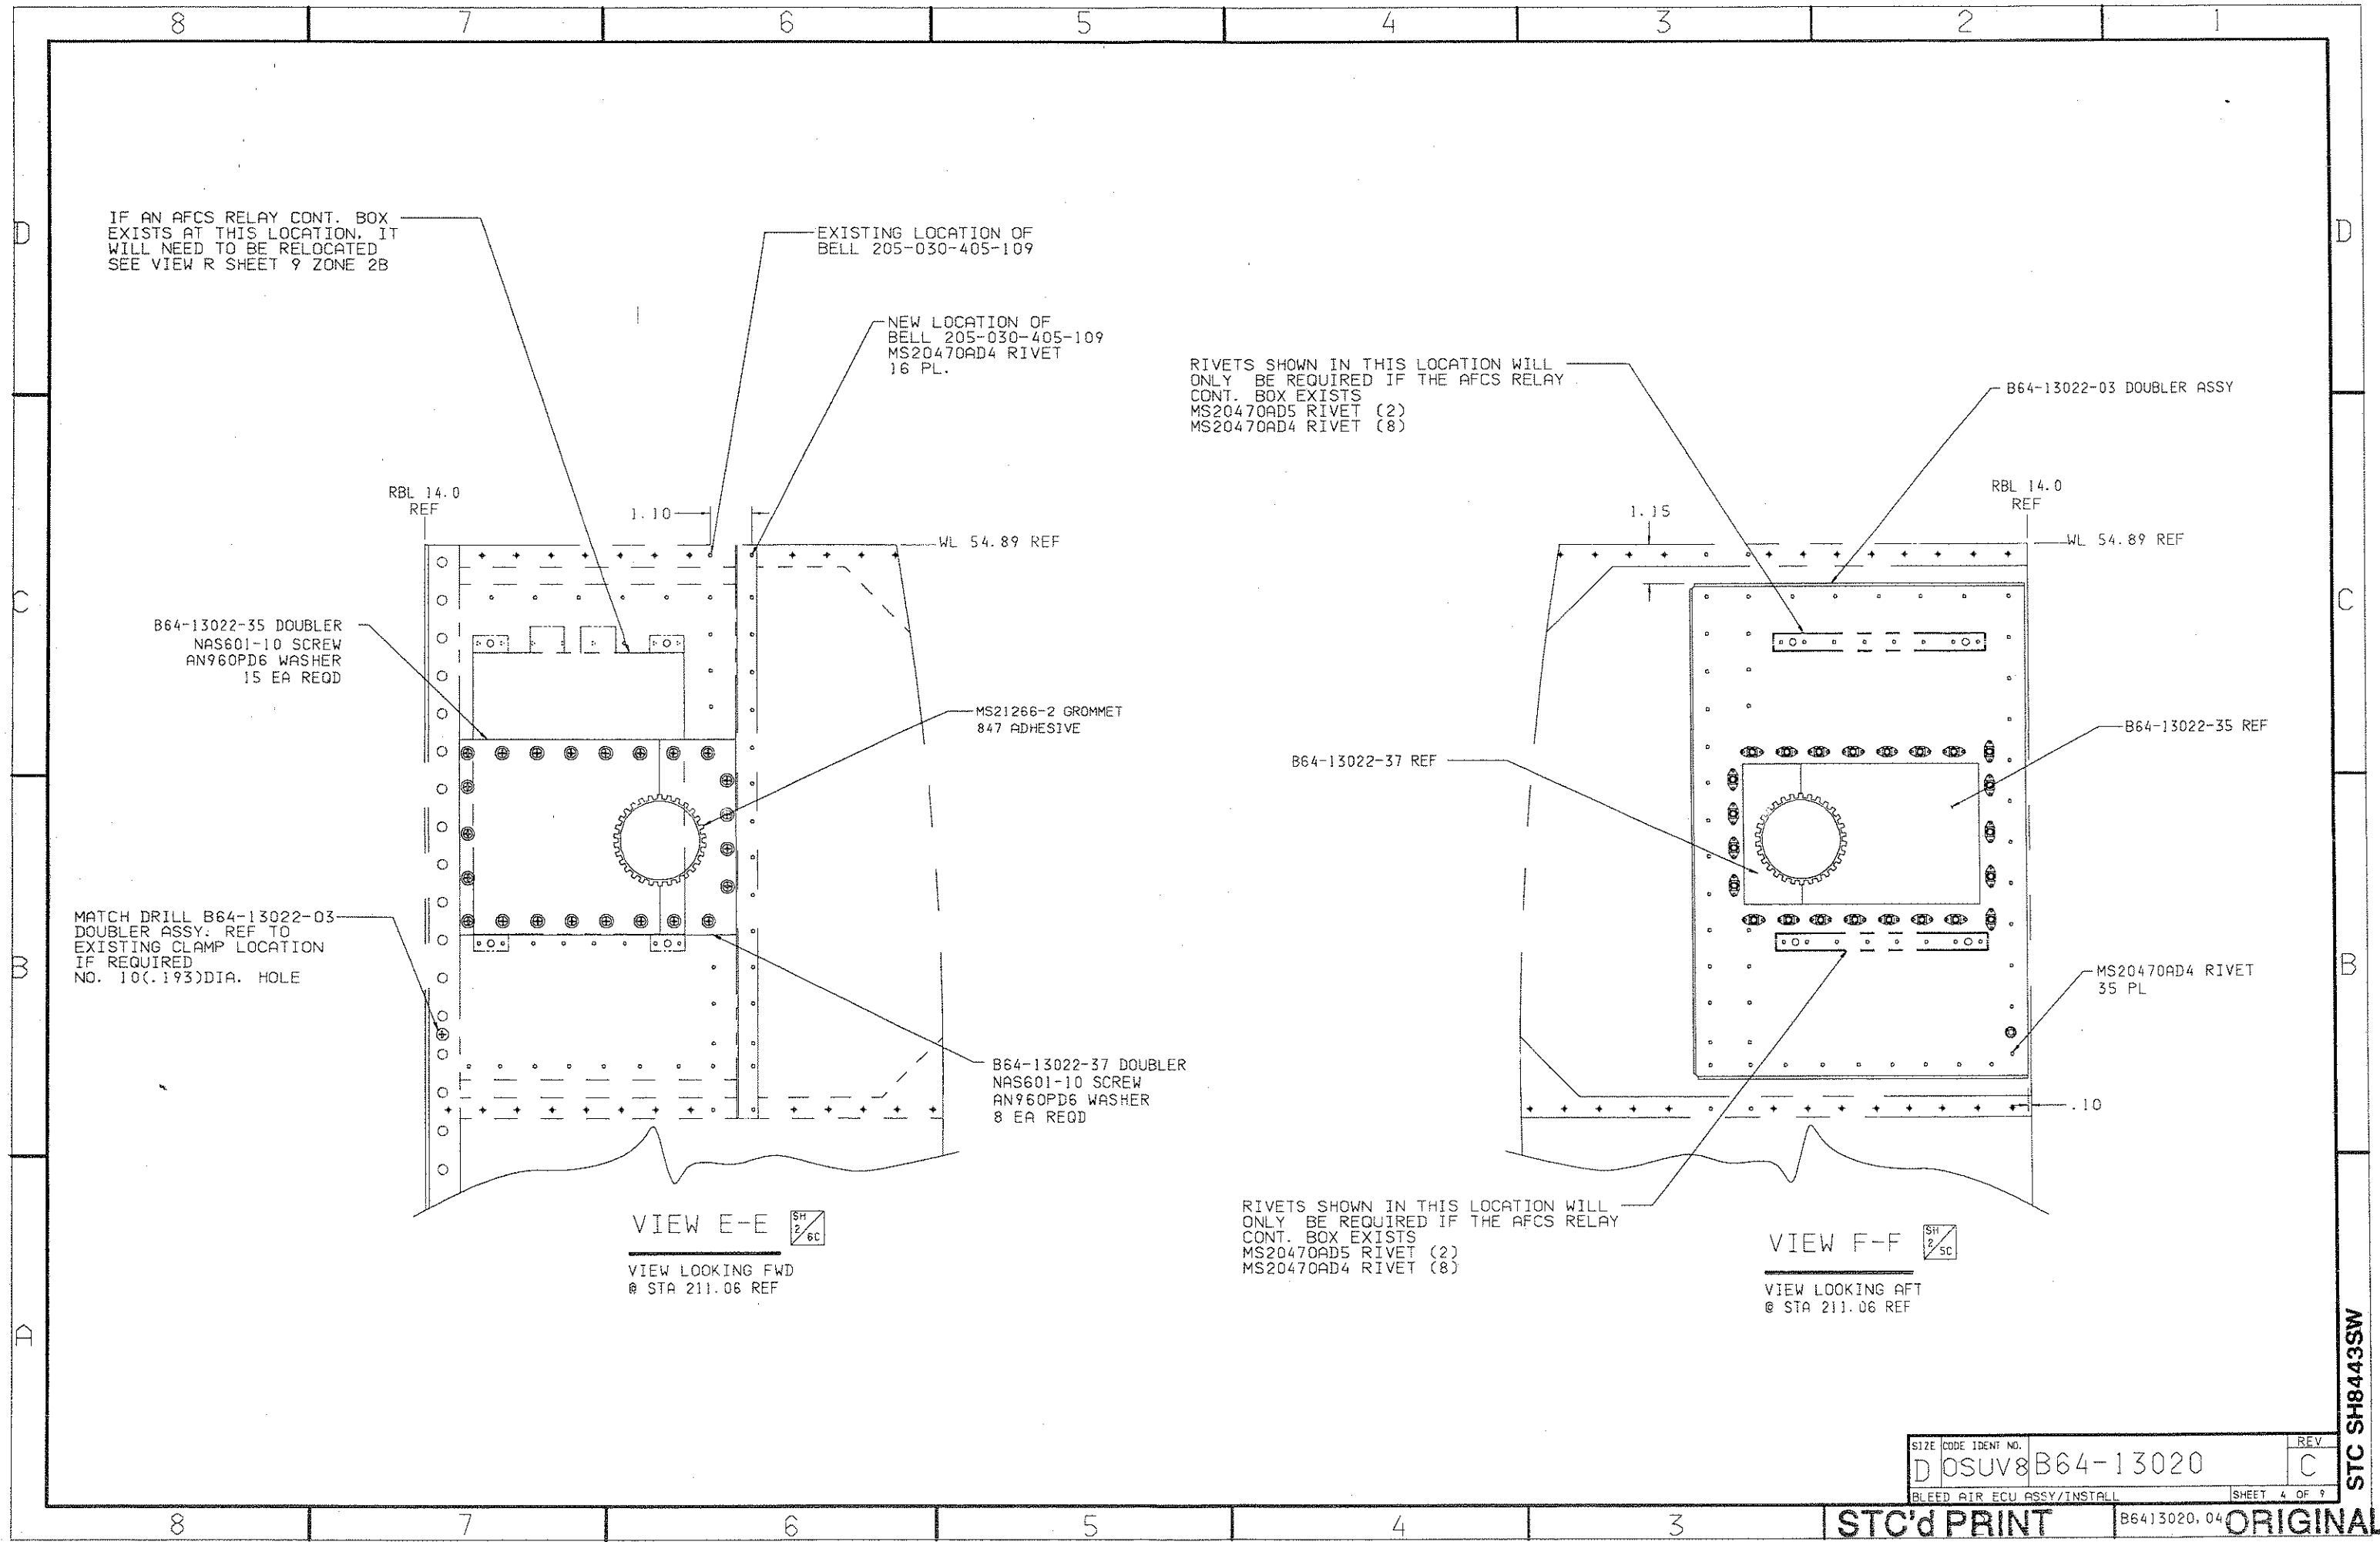 8 7 6 5 4 3 2 1
D
D
IF AN AFCS RELAY CONT. BOX
EXISTS AT THIS LOCATION, IT
WILL NEED TO BE RELOCATED
SEE VIEW R SHEET 9 ZONE 2B
EXISTING LOCATION OF
BELL 205-030-405-109
NEW LOCATION OF
BELL 205-030-405-109
MS20470AD4 RIVET
16 PL.
RIVETS SHOWN IN THIS LOCATION WILL
ONLY BE REQUIRED IF THE AFCS RELAY
CONT. BOX EXISTS
MS20470AD5 RIVET (2)
MS20470AD4 RIVET (8)
B64-13022-03 DOUBLER ASSY
RBL 14.0
REF
1.10
WL 54.89 REF
1.15
RBL 14.0
REF
WL 54.89 REF
C
C
B64-13022-35 DOUBLER
NAS601-10 SCREW
AN960PD6 WASHER
15 EA REQD
MS21266-2 GROMMET
847 ADHESIVE
B64-13022-37 REF
B64-13022-35 REF
MATCH DRILL B64-13022-03
DOUBLER ASSY. REF TO
EXISTING CLAMP LOCATION
IF REQUIRED
NO. 10(.193)DIA. HOLE
B
B
MS20470AD4 RIVET
35 PL
B64-13022-37 DOUBLER
NAS601-10 SCREW
AN960PD6 WASHER
8 EA REQD
.10
VIEW E-E
SH
2/6C
VIEW LOOKING FWD
@ STA 211.06 REF
RIVETS SHOWN IN THIS LOCATION WILL
ONLY BE REQUIRED IF THE AFCS RELAY
CONT. BOX EXISTS
MS20470AD5 RIVET (2)
MS20470AD4 RIVET (8)
VIEW F-F
SH
2/5C
VIEW LOOKING AFT
@ STA 211.06 REF
A
STC SH8443SW
SIZE CODE IDENT NO. REV
D OSUV8 B64-13020 C
BLEED AIR ECU ASSY/INSTALL SHEET 4 OF 9
8 7 6 5 4 3
STC'd PRINT B6413020.04 ORIGINAL